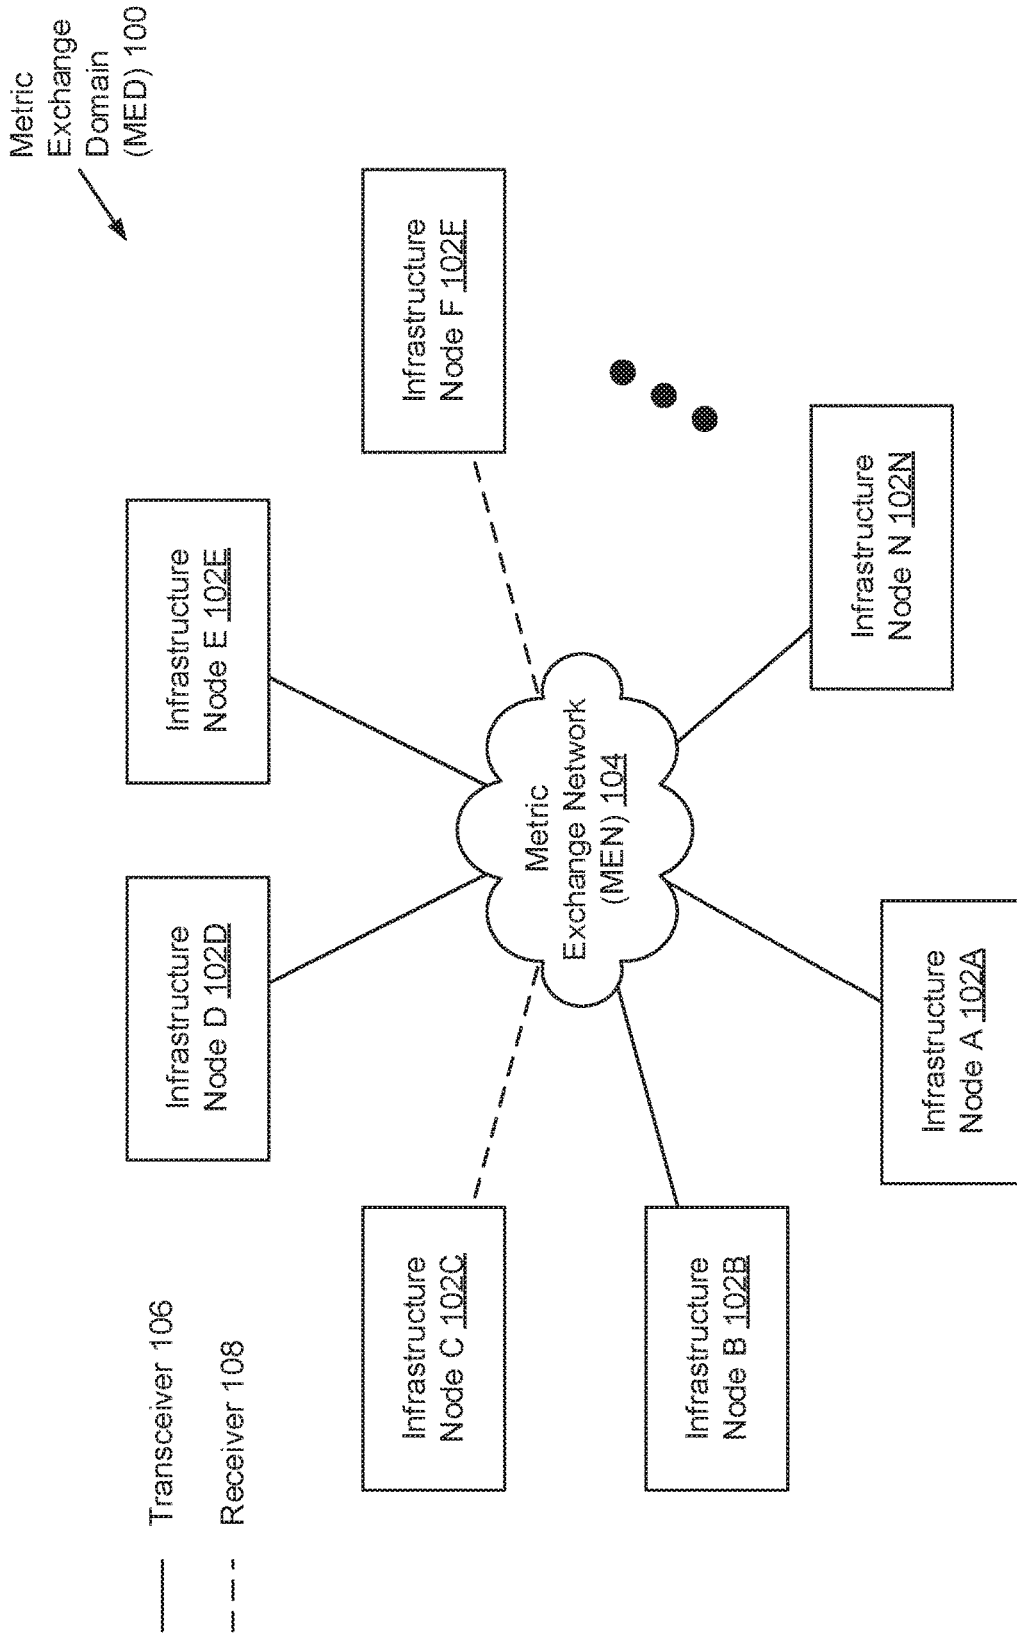 Metric
Exchange
Domain
(MED) 100
Transceiver 106
Receiver 108
Infrastructure
Node D 102D
Infrastructure
Node E 102E
Infrastructure
Node C 102C
Infrastructure
Node F 102F
Metric
Exchange Network
(MEN) 104
Infrastructure
Node B 102B
Infrastructure
Node N 102N
Infrastructure
Node A 102A